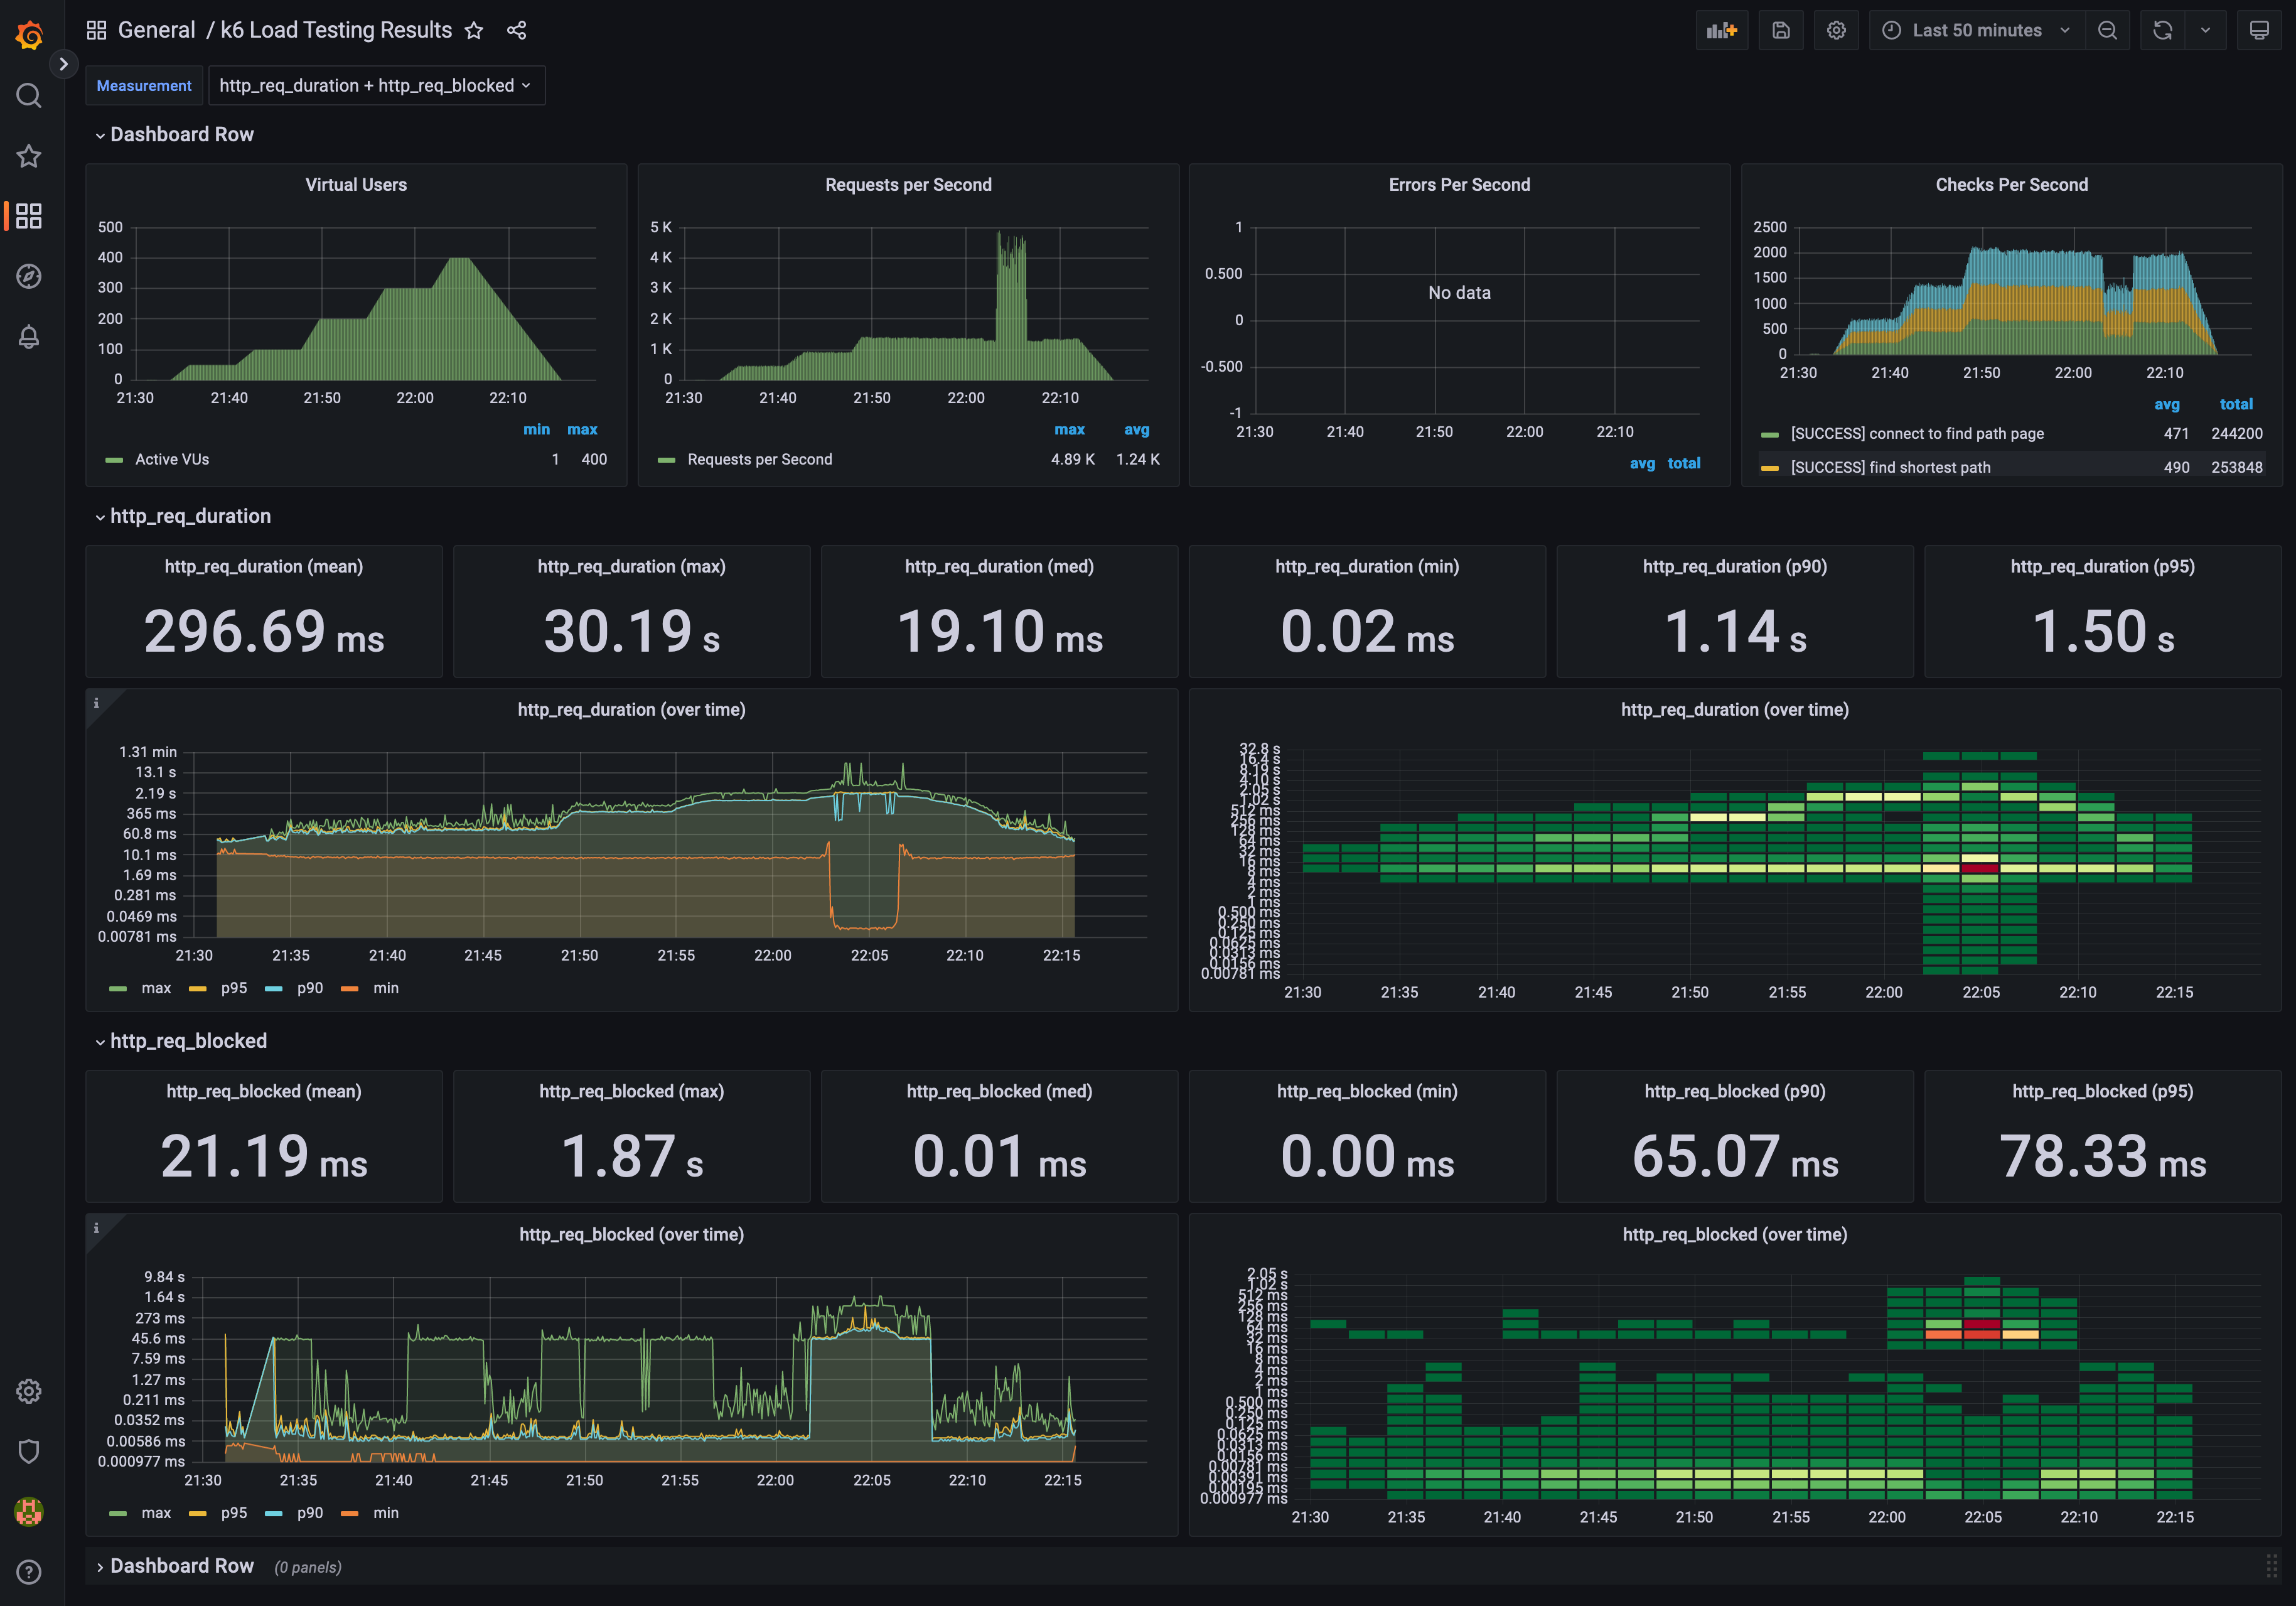 General / k6 Load Testing Results
Last 50 minutes
Measurement
http_req_duration + http_req_blocked
Dashboard Row
Virtual Users
500
400
300
200
100
0
21:30 21:40 21:50 22:00 22:10
min max
Active VUs 1 400
Requests per Second
5 K
4 K
3 K
2 K
1 K
0
21:30 21:40 21:50 22:00 22:10
max avg
Requests per Second 4.89 K 1.24 K
Errors Per Second
1
0.500
0
-0.500
-1
No data
21:30 21:40 21:50 22:00 22:10
avg total
Checks Per Second
2500
2000
1500
1000
500
0
21:30 21:40 21:50 22:00 22:10
avg total
[SUCCESS] connect to find path page 471 244200
[SUCCESS] find shortest path 490 253848
http_req_duration
http_req_duration (mean)
296.69 ms
http_req_duration (max)
30.19 s
http_req_duration (med)
19.10 ms
http_req_duration (min)
0.02 ms
http_req_duration (p90)
1.14 s
http_req_duration (p95)
1.50 s
http_req_duration (over time)
1.31 min
13.1 s
2.19 s
365 ms
60.8 ms
10.1 ms
1.69 ms
0.281 ms
0.0469 ms
0.00781 ms
21:30 21:35 21:40 21:45 21:50 21:55 22:00 22:05 22:10 22:15
max p95 p90 min
http_req_duration (over time)
32.8 s
16.4 s
8.19 s
4.10 s
2.05 s
1.02 s
512 ms
256 ms
128 ms
64 ms
32 ms
16 ms
8 ms
4 ms
2 ms
1 ms
0.500 ms
0.250 ms
0.125 ms
0.0625 ms
0.0313 ms
0.0156 ms
0.00781 ms
21:30 21:35 21:40 21:45 21:50 21:55 22:00 22:05 22:10 22:15
http_req_blocked
http_req_blocked (mean)
21.19 ms
http_req_blocked (max)
1.87 s
http_req_blocked (med)
0.01 ms
http_req_blocked (min)
0.00 ms
http_req_blocked (p90)
65.07 ms
http_req_blocked (p95)
78.33 ms
http_req_blocked (over time)
9.84 s
1.64 s
273 ms
45.6 ms
7.59 ms
1.27 ms
0.211 ms
0.0352 ms
0.00586 ms
0.000977 ms
21:30 21:35 21:40 21:45 21:50 21:55 22:00 22:05 22:10 22:15
max p95 p90 min
http_req_blocked (over time)
2.05 s
1.02 s
512 ms
256 ms
128 ms
64 ms
32 ms
16 ms
8 ms
4 ms
2 ms
1 ms
0.500 ms
0.250 ms
0.125 ms
0.0625 ms
0.0313 ms
0.0156 ms
0.00781 ms
0.00391 ms
0.00195 ms
0.000977 ms
21:30 21:35 21:40 21:45 21:50 21:55 22:00 22:05 22:10 22:15
Dashboard Row (0 panels)